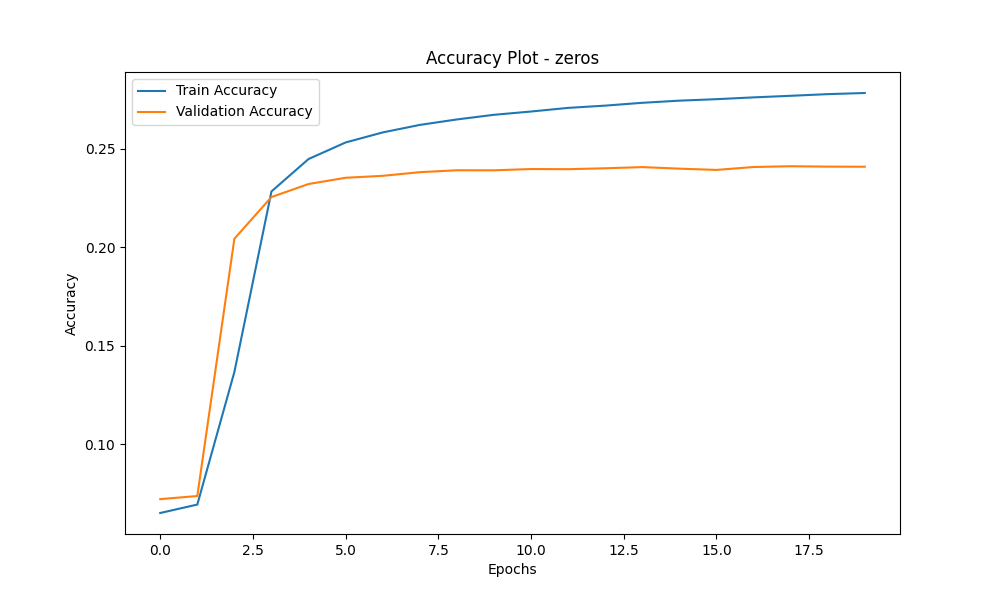 Accuracy Plot - zeros
Train Accuracy
Validation Accuracy
Accuracy
0.25
0.20
0.15
0.10
0.0 2.5 5.0 7.5 10.0 12.5 15.0 17.5
Epochs